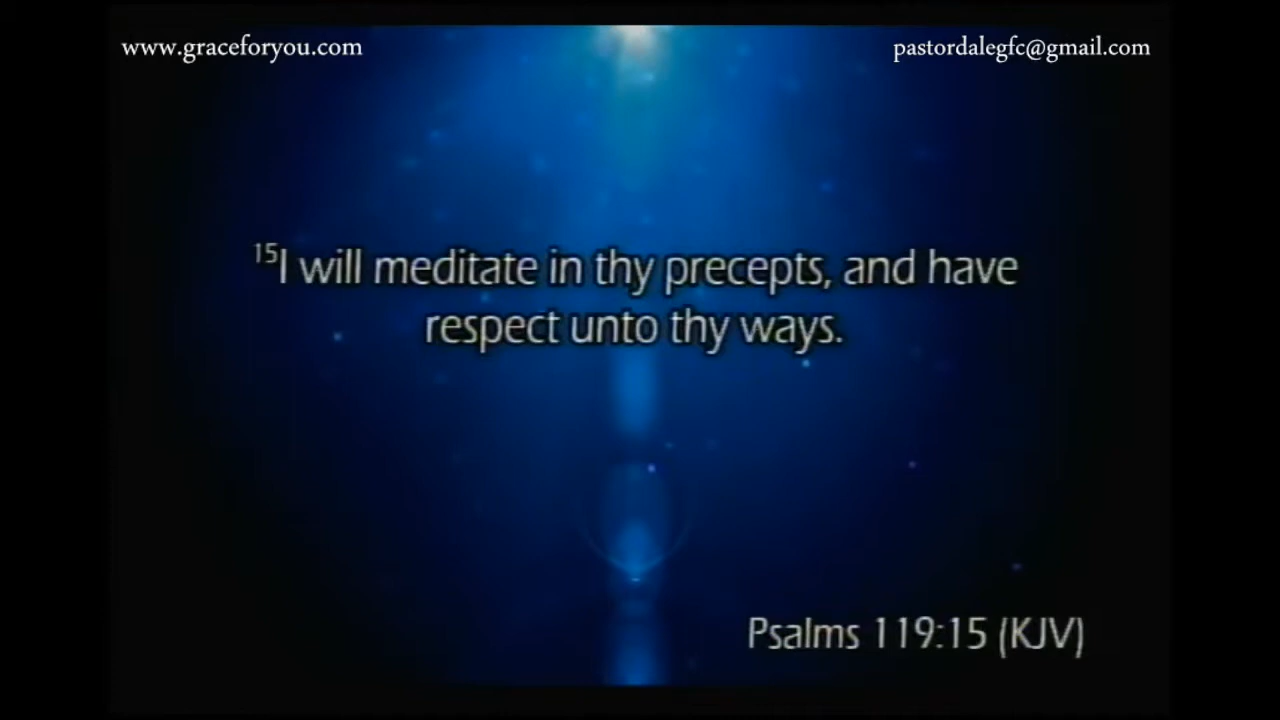 www.graceforyou.com
pastordalegfc@gmail.com
15I will meditate in thy precepts, and have
respect unto thy ways.
Psalms 119:15 (KJV)